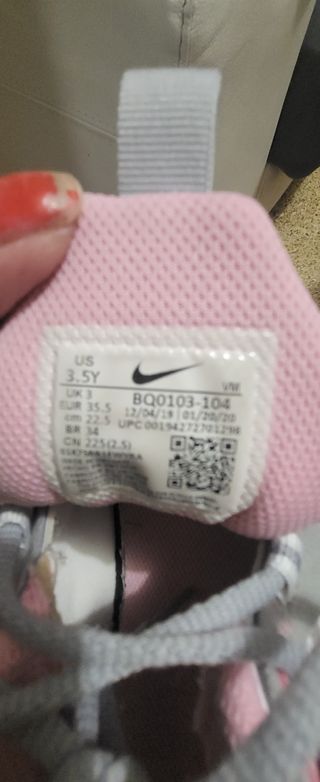 US
3.5Y
VW
UK 3
BQ0103-104
EUR 35.5
12/04/19 | 01/20/20
cm 22.5
UPC
BR 34
CN 225(2.5)